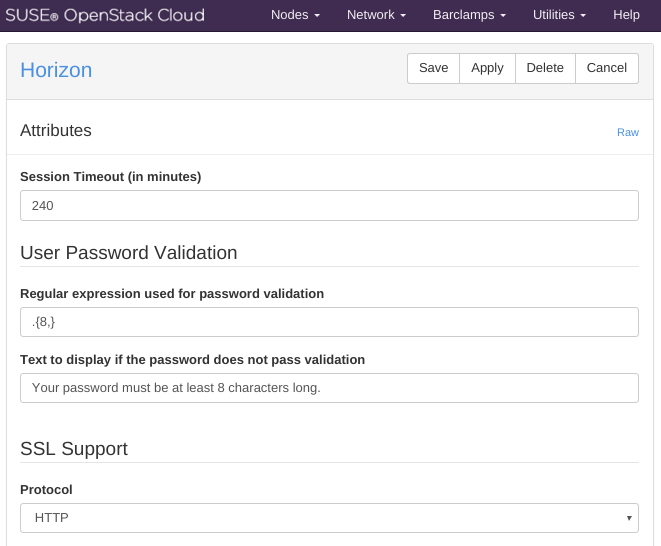 SUSE® OpenStack Cloud Nodes Network Barclamps Utilities Help
Horizon Save Apply Delete Cancel
Attributes Raw
Session Timeout (in minutes)
240
User Password Validation
Regular expression used for password validation
.{8,}
Text to display if the password does not pass validation
Your password must be at least 8 characters long.
SSL Support
Protocol
HTTP